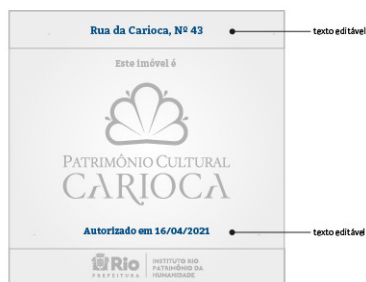 Rua da Carioca, Nº 43
texto editável
Este imóvel é
PATRIMÔNIO CULTURAL
CARIOCA
Autorizado em 16/04/2021
texto editável
Rio
PREFEITURA
INSTITUTO RIO
PATRIMÔNIO DA
HUMANIDADE